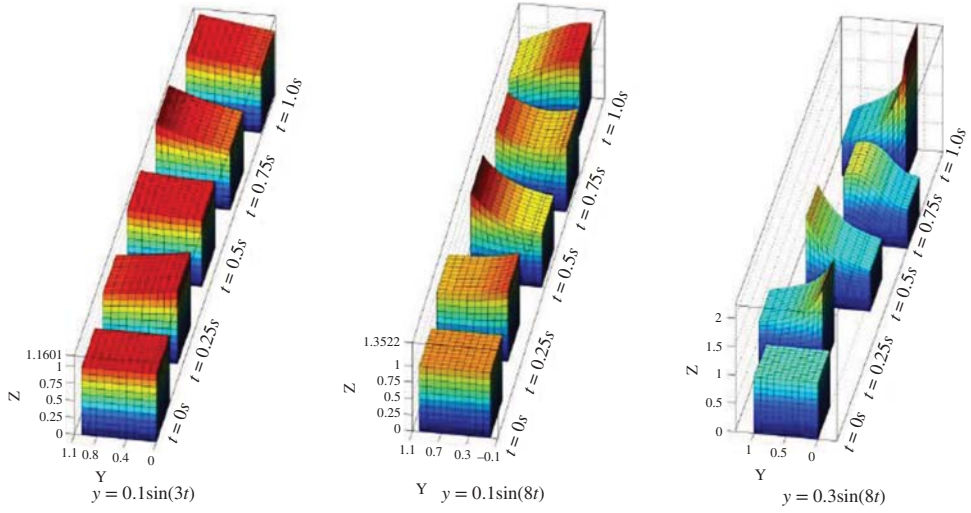 t = 0s
t = 0.25s
t = 0.5s
t = 0.75s
t = 1.0s
1.1601
1
0.75
0.5
0.25
0
Z
1.1 0.8 0.4 0
Y
y = 0.1sin(3t)
t = 0s
t = 0.25s
t = 0.5s
t = 0.75s
t = 1.0s
1.3522
1
0.75
0.5
0.25
0
Z
1.1 0.7 0.3 –0.1
Y
y = 0.1sin(8t)
t = 0s
t = 0.25s
t = 0.5s
t = 0.75s
t = 1.0s
2
1.5
1
0.5
0
Z
1 0.5 0
Y
y = 0.3sin(8t)